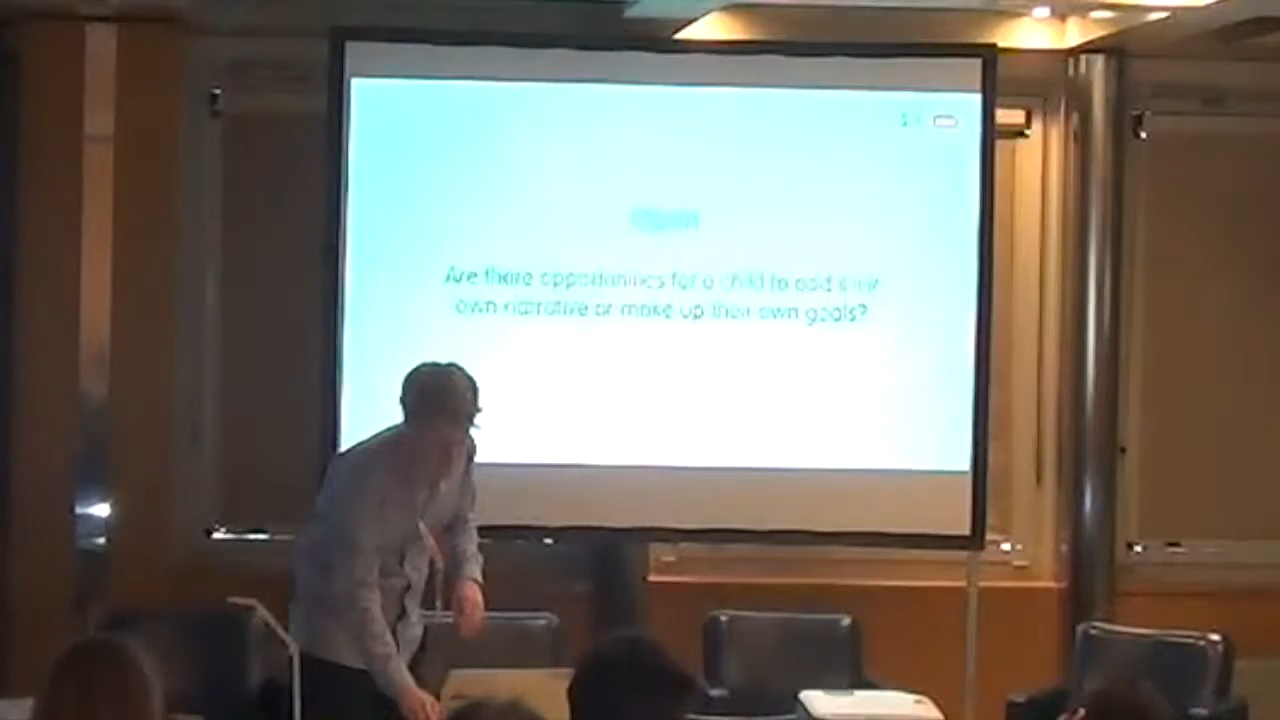 Are there opportunities for a child to add their
own narrative or make up their own goals?